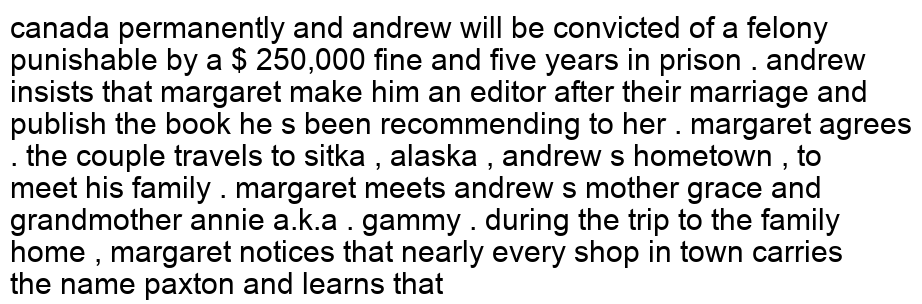 canada permanently and andrew will be convicted of a felony
punishable by a $ 250,000 fine and five years in prison . andrew
insists that margaret make him an editor after their marriage and
publish the book he s been recommending to her . margaret agrees
. the couple travels to sitka , alaska , andrew s hometown , to
meet his family . margaret meets andrew s mother grace and
grandmother annie a.k.a . gammy . during the trip to the family
home , margaret notices that nearly every shop in town carries
the name paxton and learns that